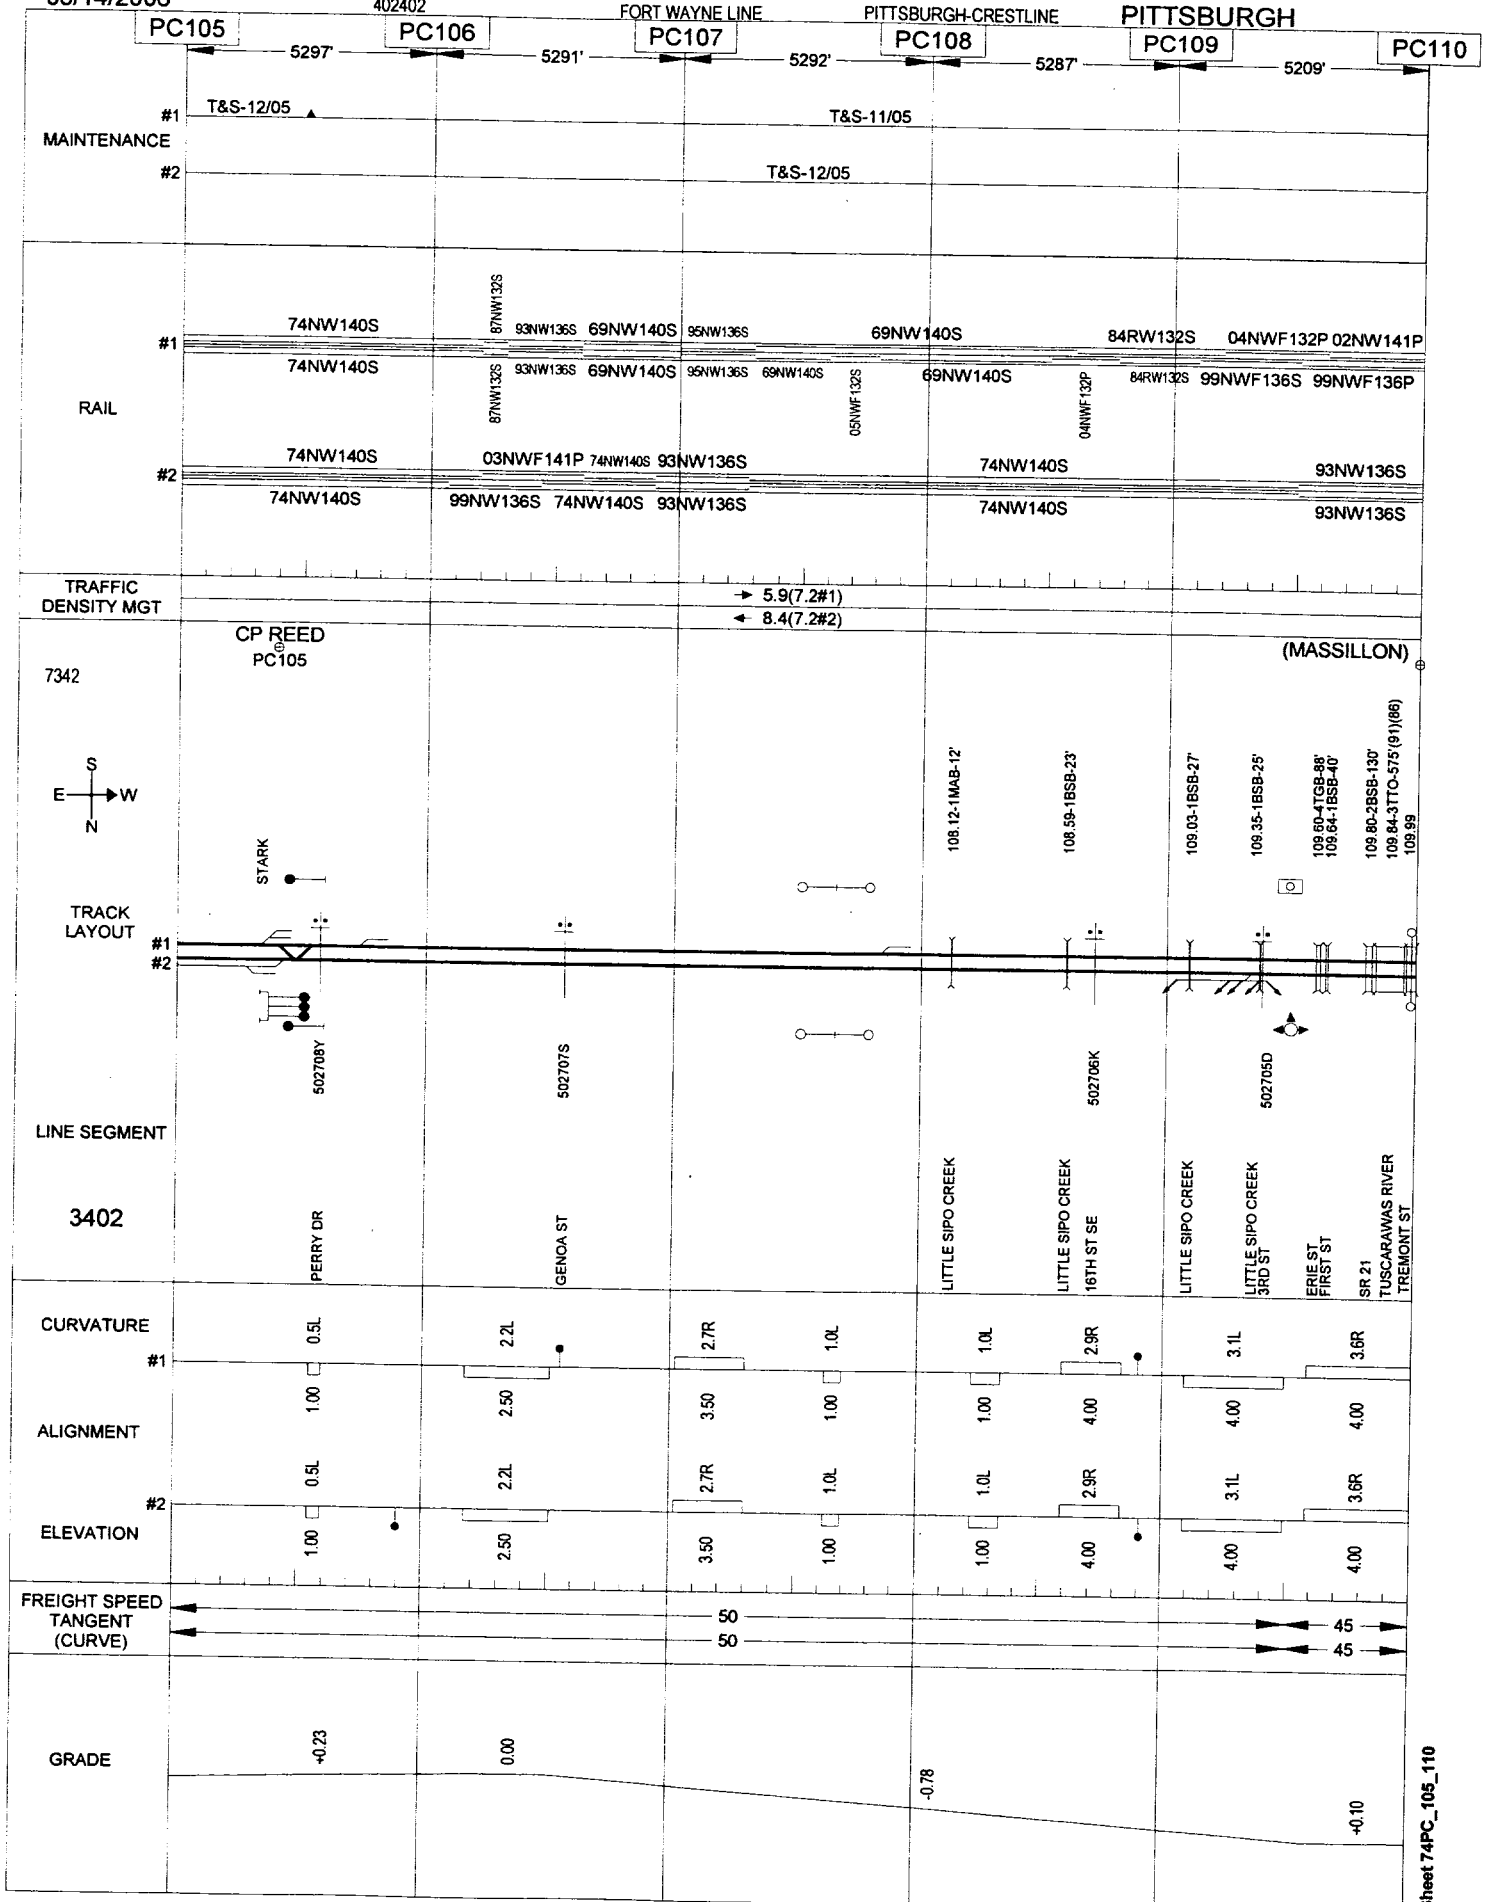 402402
FORT WAYNE LINE
PITTSBURGH-CRESTLINE
PITTSBURGH
PC105
PC106
PC107
PC108
PC109
PC110
5297'
5291'
5292'
5287'
5209'
MAINTENANCE
#1
T&S-12/05
T&S-11/05
#2
T&S-12/05
RAIL
#1
74NW140S
87NW132S
93NW136S
69NW140S
95NW136S
69NW140S
84RW132S
04NWF132P
02NW141P
74NW140S
87NW132S
93NW136S
69NW140S
95NW136S
69NW140S
05NWF132S
69NW140S
04NWF132P
84RW132S
99NWF136S
99NWF136P
#2
74NW140S
03NWF141P
74NW140S
93NW136S
74NW140S
93NW136S
74NW140S
99NW136S
74NW140S
93NW136S
74NW140S
93NW136S
TRAFFIC
DENSITY MGT
5.9(7.2#1)
8.4(7.2#2)
7342
CP REED
PC105
(MASSILLON)
S
E
W
N
STARK
108.12-1MAB-12'
108.59-1BSB-23'
109.03-1BSB-27'
109.35-1BSB-25'
109.60-4TGB-88'
109.64-1BSB-40'
109.80-2BSB-130'
109.84-3TTO-575'(91)(86)
109.99
TRACK
LAYOUT
#1
#2
502708Y
502707S
502706K
502705D
LINE SEGMENT
3402
PERRY DR
GENOA ST
LITTLE SIPO CREEK
LITTLE SIPO CREEK
16TH ST SE
LITTLE SIPO CREEK
LITTLE SIPO CREEK
3RD ST
ERIE ST
FIRST ST
SR 21
TUSCARAWAS RIVER
TREMONT ST
CURVATURE
#1
0.5L
2.2L
2.7R
1.0L
1.0L
2.9R
3.1L
3.6R
1.00
2.50
3.50
1.00
1.00
4.00
4.00
4.00
ALIGNMENT
#2
0.5L
2.2L
2.7R
1.0L
1.0L
2.9R
3.1L
3.6R
ELEVATION
1.00
2.50
3.50
1.00
1.00
4.00
4.00
4.00
FREIGHT SPEED
TANGENT
(CURVE)
50
45
50
45
GRADE
+0.23
0.00
-0.78
+0.10
74PC_105_110